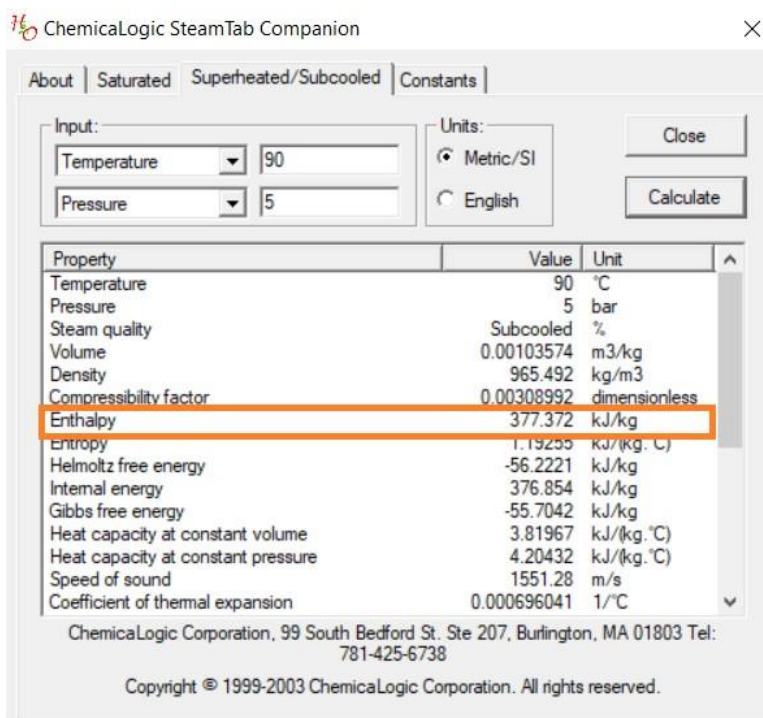 H2O ChemicaLogic SteamTab Companion
About Saturated Superheated/Subcooled Constants
Input: Units:
Temperature 90 Metric/SI Close
Pressure 5 English Calculate
Property Value Unit
Temperature 90 °C
Pressure 5 bar
Steam quality Subcooled %
Volume 0.00103574 m3/kg
Density 965.492 kg/m3
Compressibility factor 0.00308992 dimensionless
Enthalpy 377.372 kJ/kg
Entropy 1.19255 kJ/(kg.°C)
Helmoltz free energy -56.2221 kJ/kg
Internal energy 376.854 kJ/kg
Gibbs free energy -55.7042 kJ/kg
Heat capacity at constant volume 3.81967 kJ/(kg.°C)
Heat capacity at constant pressure 4.20432 kJ/(kg.°C)
Speed of sound 1551.28 m/s
Coefficient of thermal expansion 0.000696041 1/°C
ChemicaLogic Corporation, 99 South Bedford St. Ste 207, Burlington, MA 01803 Tel:
781-425-6738
Copyright © 1999-2003 ChemicaLogic Corporation. All rights reserved.